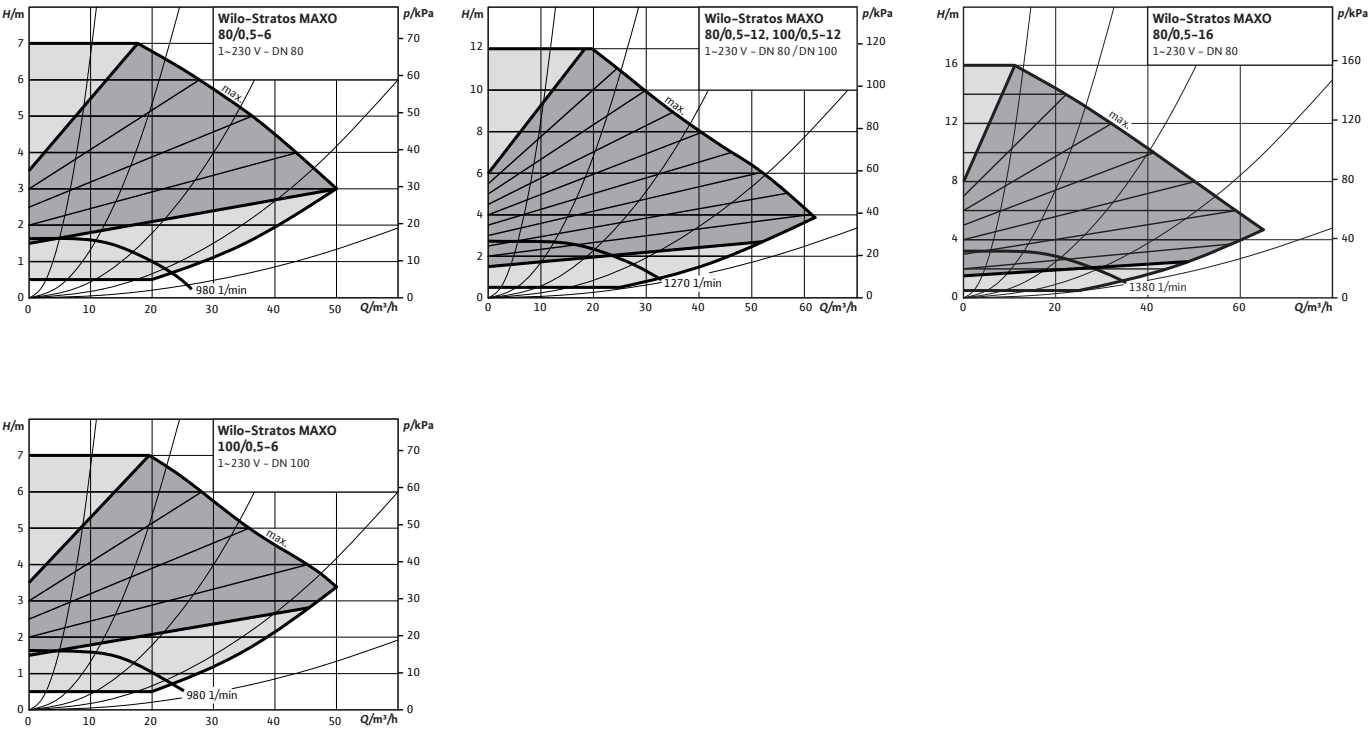 H/m
Wilo-Stratos MAXO
80/0,5-6
1~230 V - DN 80
p/kPa
7
6
5
4
3
2
1
0
70
60
50
40
30
20
10
0
max.
980 1/min
0
10
20
30
40
50
Q/m³/h
H/m
Wilo-Stratos MAXO
80/0,5-12, 100/0,5-12
1~230 V - DN 80 / DN 100
p/kPa
12
10
8
6
4
2
0
120
100
80
60
40
20
0
max.
1270 1/min
0
10
20
30
40
50
60
Q/m³/h
H/m
Wilo-Stratos MAXO
80/0,5-16
1~230 V - DN 80
p/kPa
16
12
8
4
0
160
120
80
40
0
max.
1380 1/min
0
20
40
60
Q/m³/h
H/m
Wilo-Stratos MAXO
100/0,5-6
1~230 V - DN 100
p/kPa
7
6
5
4
3
2
1
0
70
60
50
40
30
20
10
0
max.
980 1/min
0
10
20
30
40
50
Q/m³/h